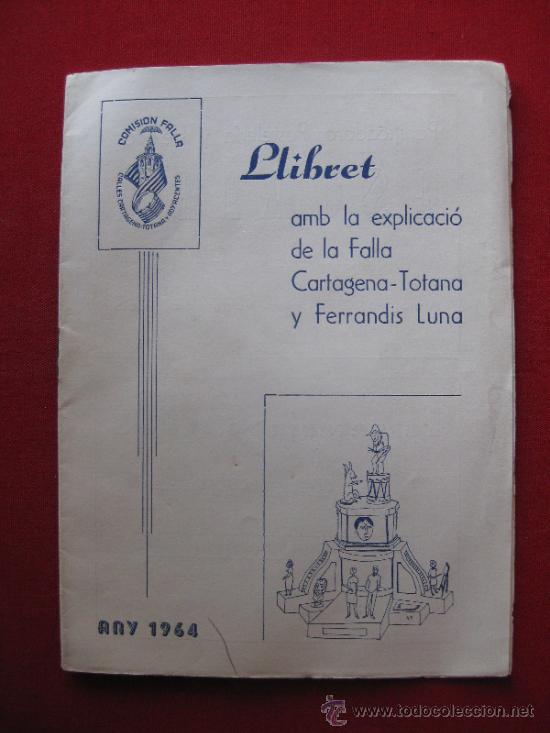 COMISION FALLA
CALLES CARTAGENA-TOTANA Y ADYACENTES
Llibret
amb la explicació
de la Falla
Cartagena-Totana
y Ferrandis Luna
ANY 1964
todocoleccion
www.todocoleccion.net